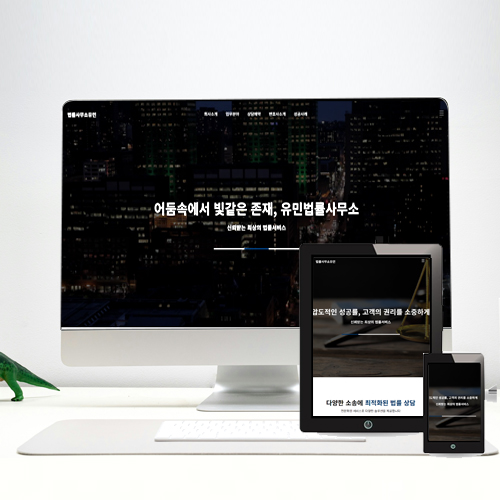 법률사무소유민
회사소개 업무분야 상담예약 변호사소개 성공사례
어둠속에서 빛같은 존재, 유민법률사무소
신뢰받는 최상의 법률서비스
법률사무소유민
감도적인 성공률, 고객의 권리를 소중하게
신뢰받는 최상의 법률서비스
다양한 소송에 최적화된 법률 상담
도적인 성공률, 고객의 권리를 소중하게
신뢰받는 최상의 법률서비스